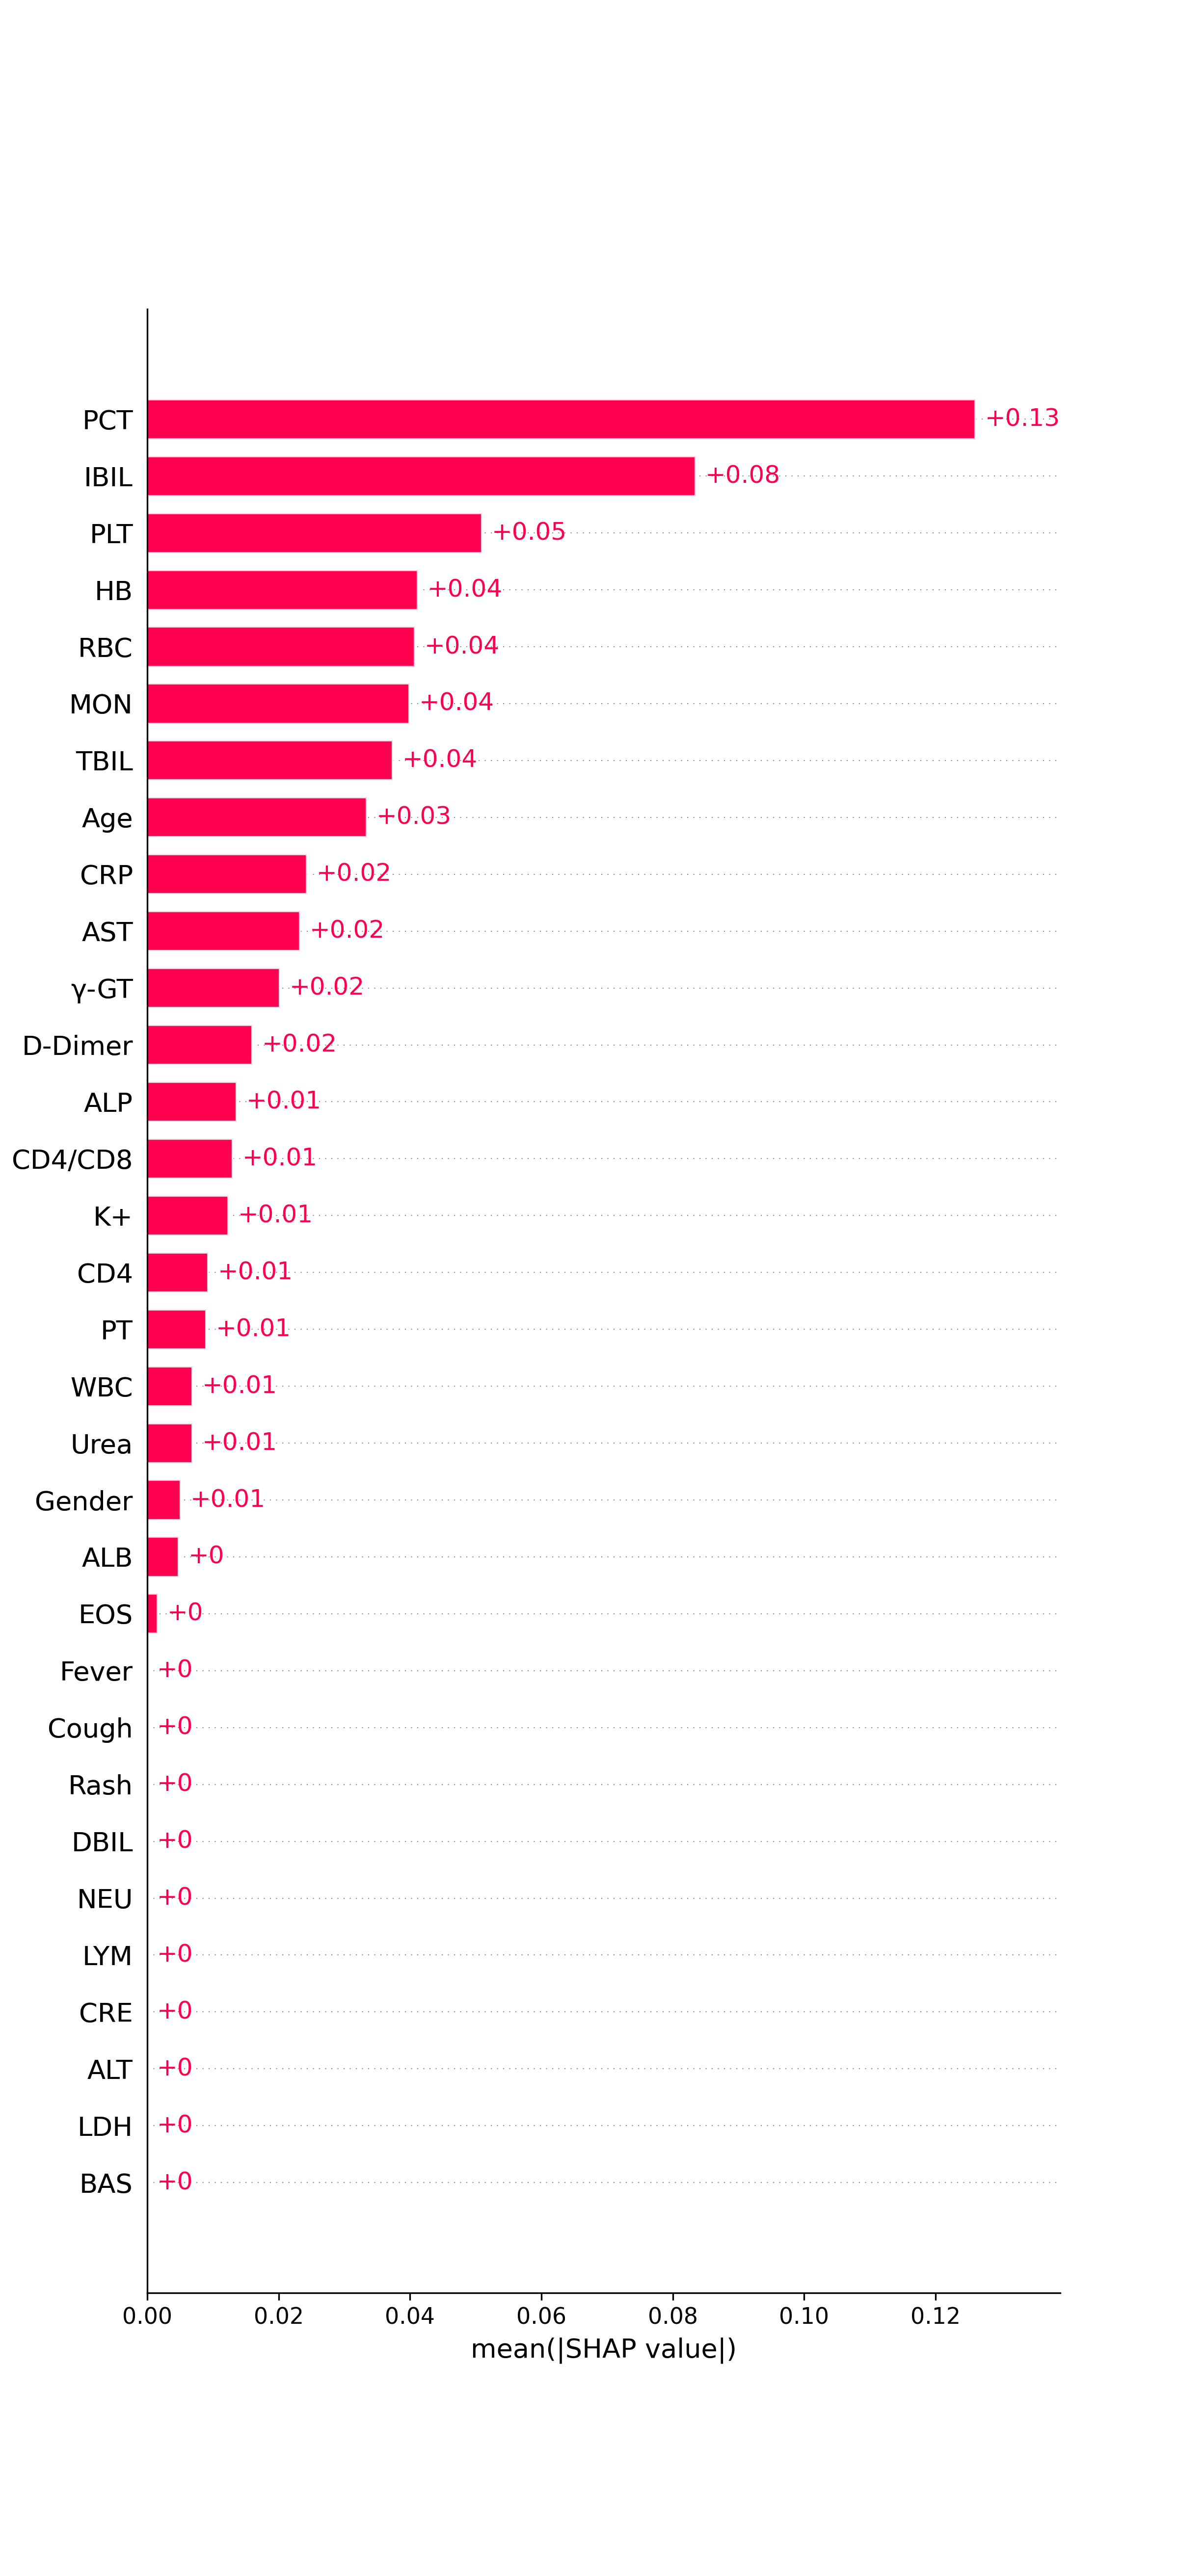 PCT +0.13
IBIL +0.08
PLT +0.05
HB +0.04
RBC +0.04
MON +0.04
TBIL +0.04
Age +0.03
CRP +0.02
AST +0.02
γ-GT +0.02
D-Dimer +0.02
ALP +0.01
CD4/CD8 +0.01
K+ +0.01
CD4 +0.01
PT +0.01
WBC +0.01
Urea +0.01
Gender +0.01
ALB +0
EOS +0
Fever +0
Cough +0
Rash +0
DBIL +0
NEU +0
LYM +0
CRE +0
ALT +0
LDH +0
BAS +0
0.00 0.02 0.04 0.06 0.08 0.10 0.12
mean(|SHAP value|)